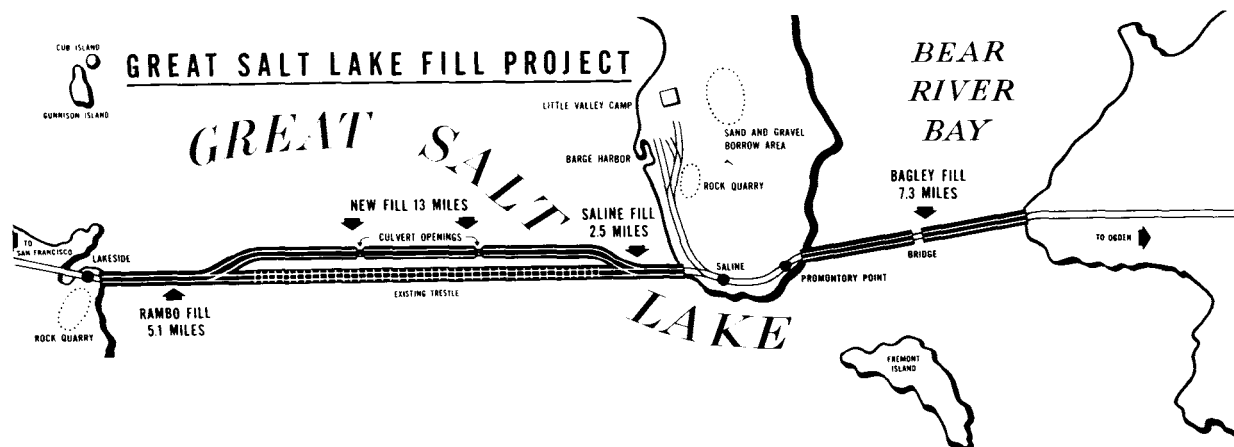 CUB ISLAND
GUNNISON ISLAND
GREAT SALT LAKE FILL PROJECT
GREAT SALT LAKE
BEAR
RIVER
BAY
LITTLE VALLEY CAMP
SAND AND GRAVEL
BORROW AREA
BARGE HARBOR
ROCK QUARRY
BAGLEY FILL
7.3 MILES
NEW FILL 13 MILES
CULVERT OPENINGS
SALINE FILL
2.5 MILES
TO
SAN FRANCISCO
LAKESIDE
SALINE
PROMONTORY POINT
BRIDGE
TO OGDEN
EXISTING TRESTLE
RAMBO FILL
5.1 MILES
ROCK QUARRY
FREMONT
ISLAND